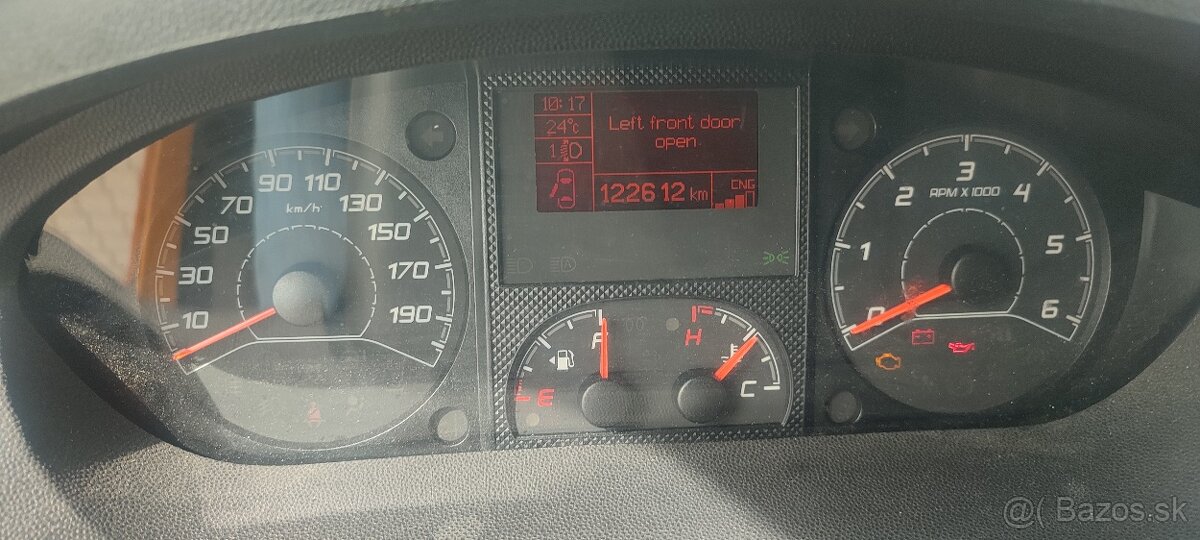 10:17
24°C
1
Left front door
open
122612 km
CNG
10
30
50
70
90
110
130
150
170
190
km/h
0
1
2
3
4
5
6
RPM X 1000
F
E
H
C
@( Bazos.sk